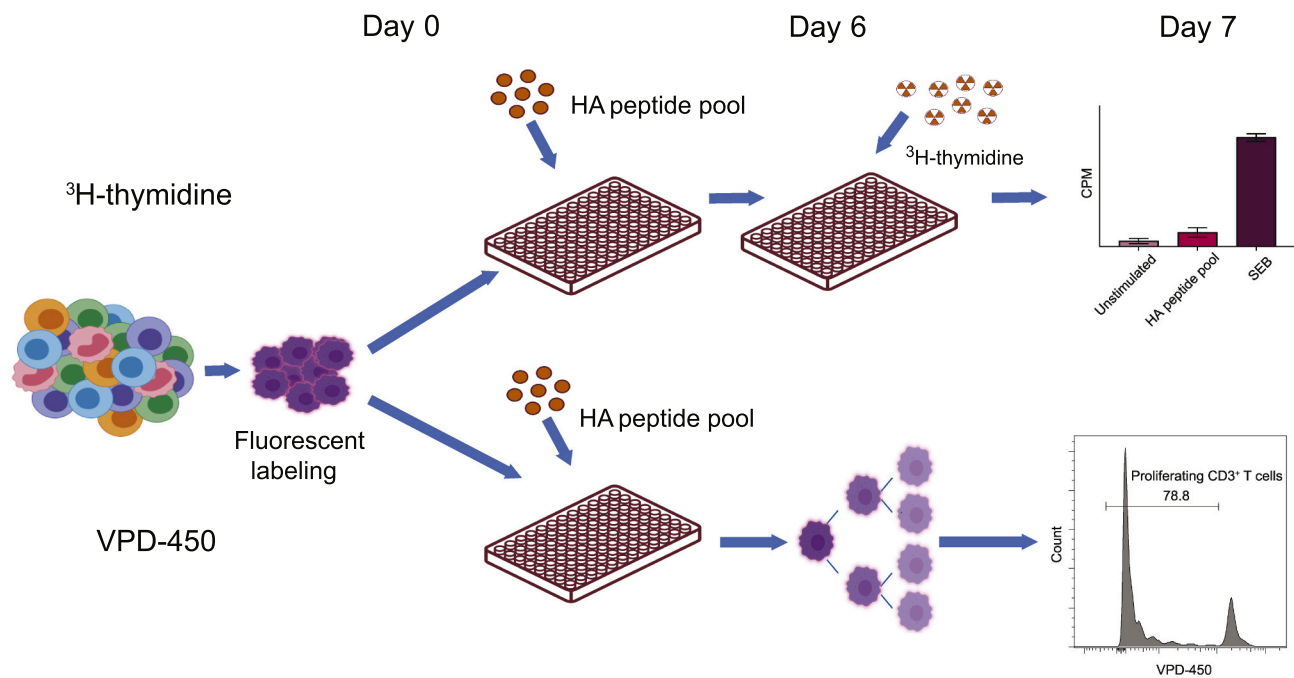 Day 0
Day 6
Day 7
HA peptide pool
³H-thymidine
³H-thymidine
CPM
Unstimulated
HA peptide pool
SEB
Fluorescent
labeling
HA peptide pool
VPD-450
Proliferating CD3⁺ T cells
78.8
Count
VPD-450